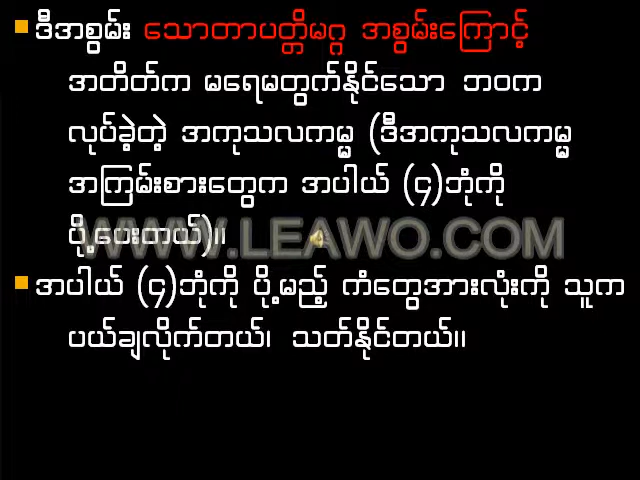 ဒီအစွမ်း သောတာပတ္တိမဂ္ဂ အစွမ်းကြောင့်
အတိတ်က မရေမတွက်နိုင်သော ဘဝက
လုပ်ခဲ့တဲ့ အကုသလကမ္မ (ဒီအကုသလကမ္မ
အကြမ်းစားတွေက အပါယ် (၄)ဘုံကို
ပို့ပေးတယ်)။
WWW.LEAWO.COM
အပါယ် (၄)ဘုံကို ပို့မည့် ကံတွေအားလုံးကို သူက
ပယ်ချလိုက်တယ်၊ သတ်နိုင်တယ်။